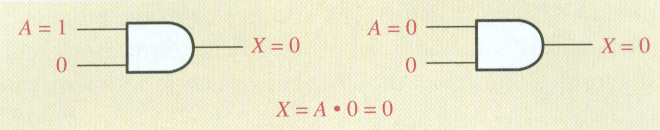 A = 1
0
X = 0
A = 0
0
X = 0
X = A • 0 = 0